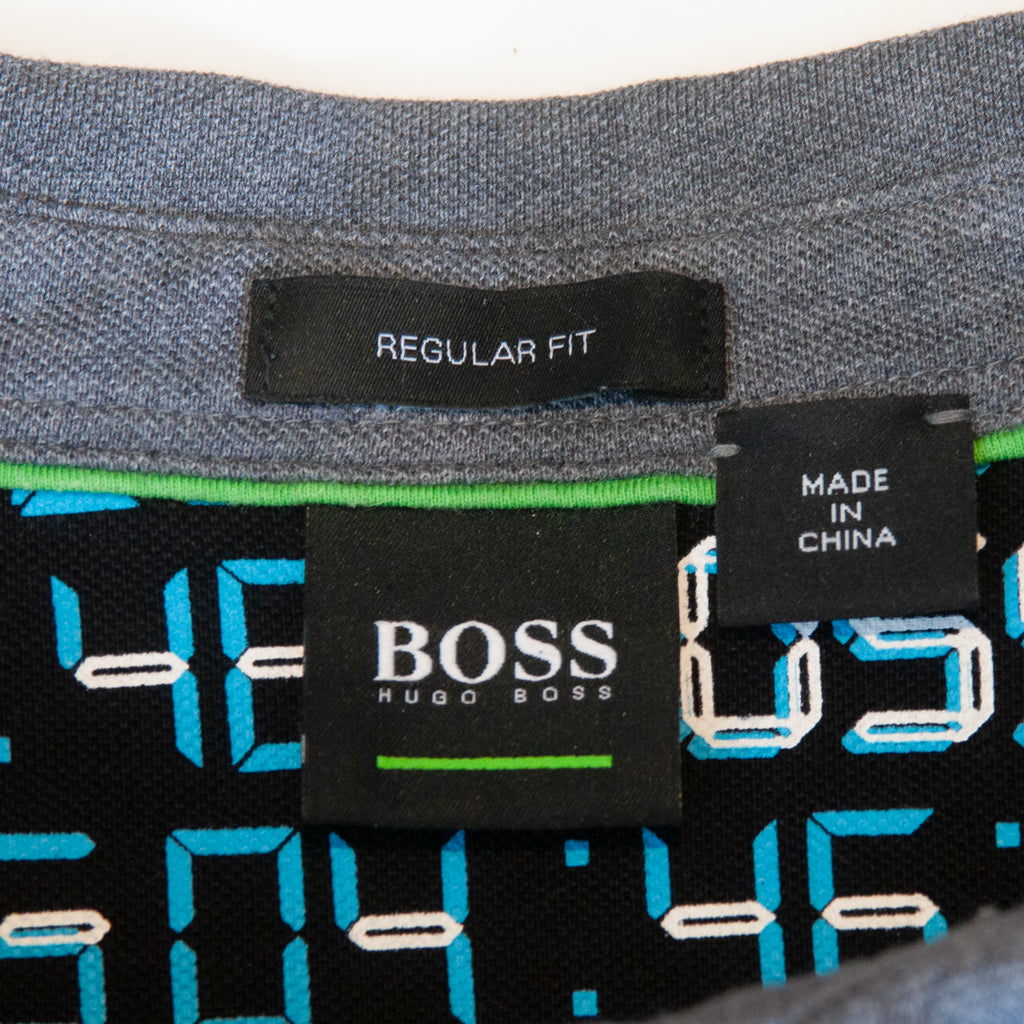 REGULAR FIT
MADE
IN
CHINA
BOSS
HUGO BOSS